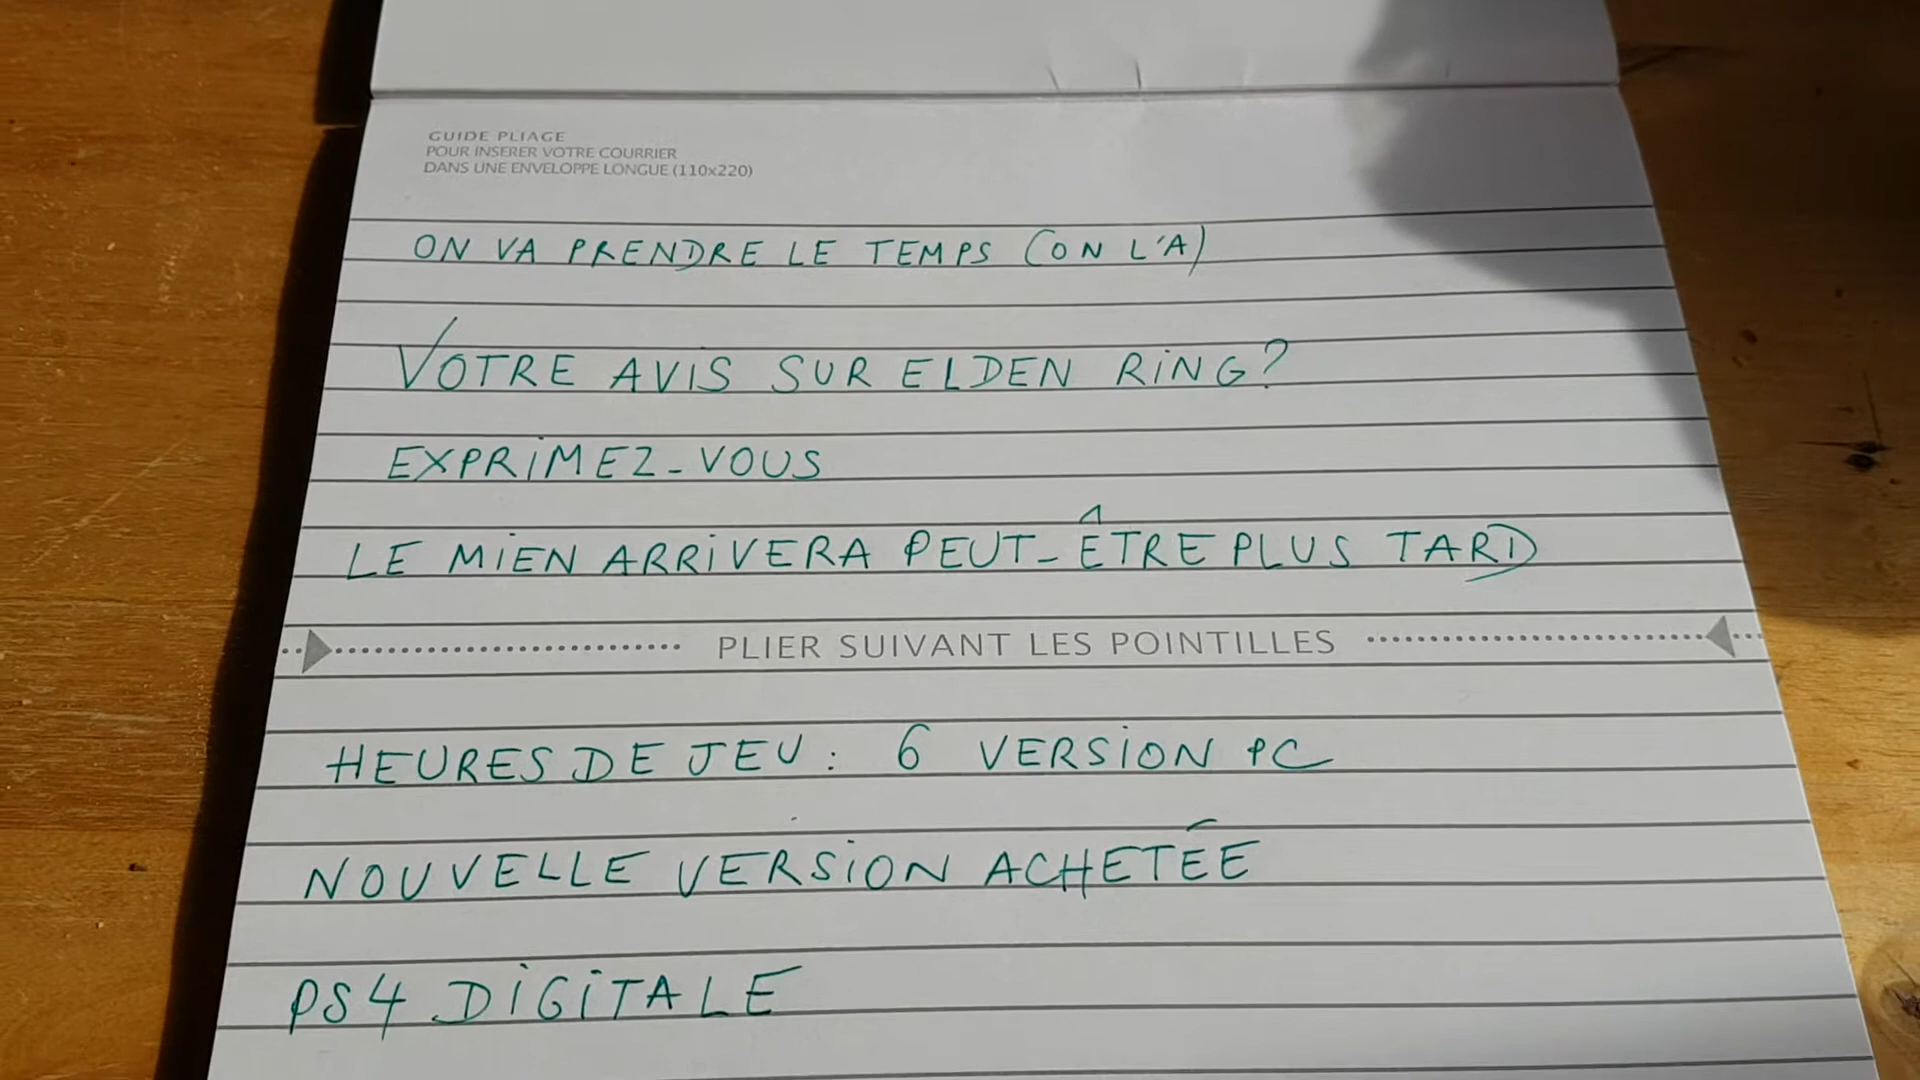 GUIDE PLIAGE
POUR INSERER VOTRE COURRIER
DANS UNE ENVELOPPE LONGUE (110x220)
ON VA PRENDRE LE TEMPS (ON L'A)
VOTRE AVIS SUR ELDEN RING?
EXPRIMEZ-VOUS
LE MIEN ARRIVERA PEUT-ÊTRE PLUS TARD
PLIER SUIVANT LES POINTILLES
HEURES DE JEU: 6 VERSION PC
NOUVELLE VERSION ACHETÉE
PS4 DIGITALE